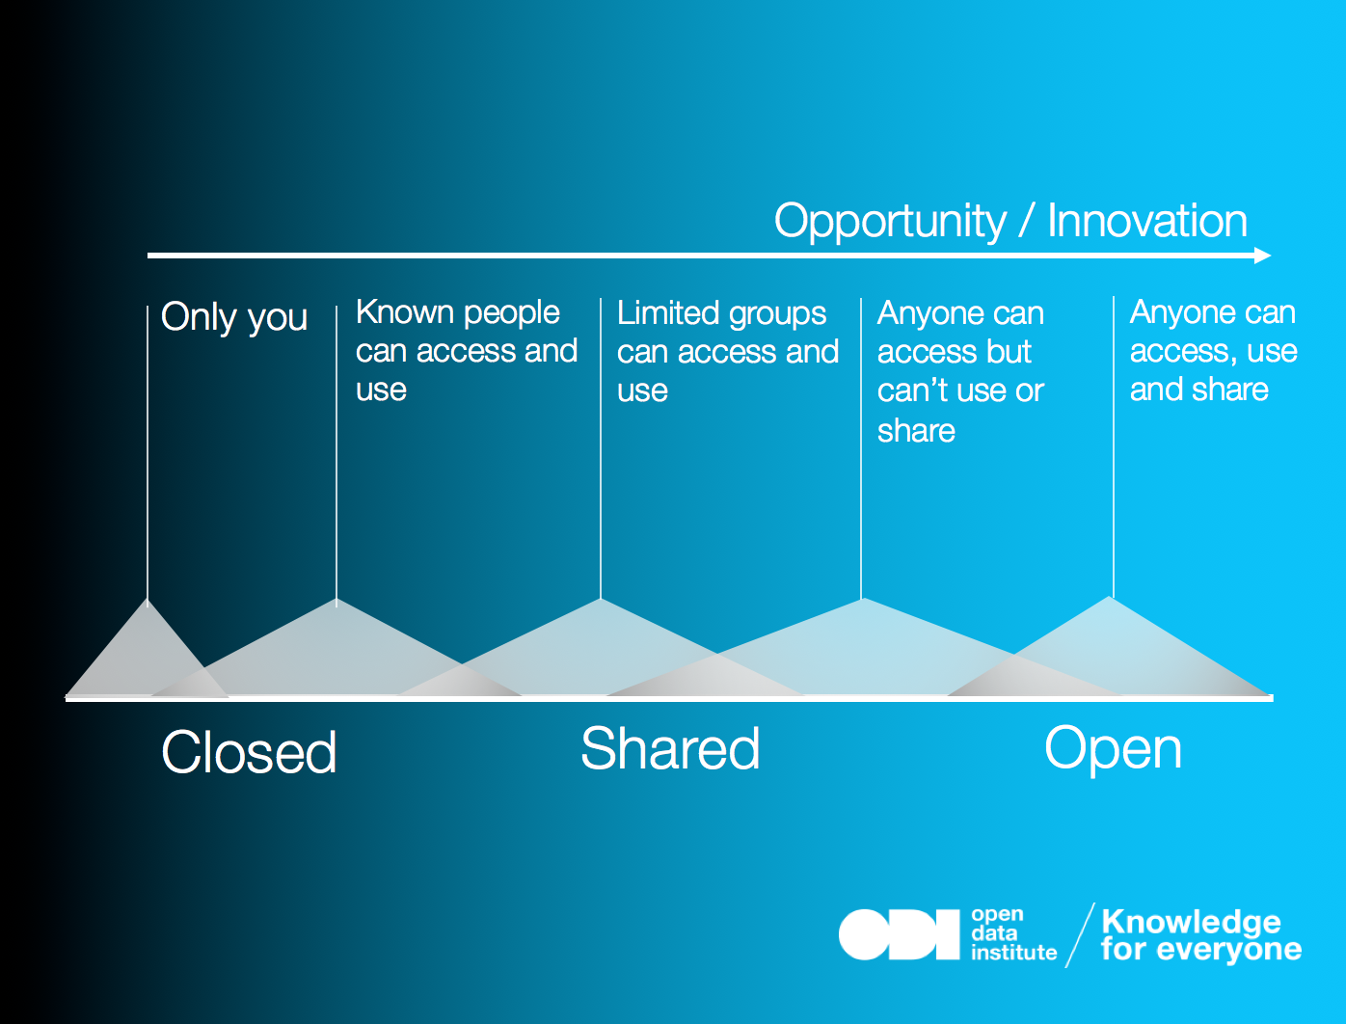 Opportunity / Innovation
Only you
Known people
can access and
use
Limited groups
can access and
use
Anyone can
access but
can’t use or
share
Anyone can
access, use
and share
Closed
Shared
Open
ODI
open
data
institute
Knowledge
for everyone